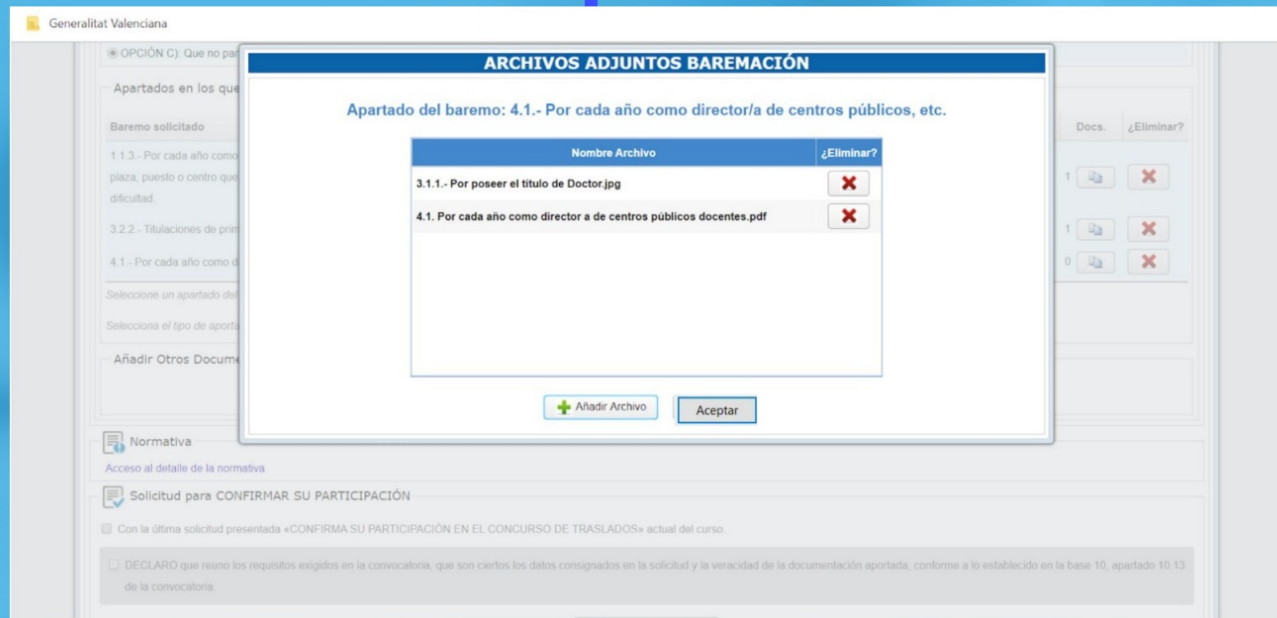 Generalitat Valenciana
OPCIÓN C): Que no par
ARCHIVOS ADJUNTOS BAREMACIÓN
Apartados en los que
Apartado del baremo: 4.1.- Por cada año como director/a de centros públicos, etc.
Baremo solicitado
Docs. ¿Eliminar?
Nombre Archivo ¿Eliminar?
1.1.3.- Por cada año como
plaza, puesto o centro que
dificultad.
1
3.1.1.- Por poseer el título de Doctor.jpg
4.1. Por cada año como director a de centros públicos docentes.pdf
3.2.2.- Titulaciones de prim
1
4.1.- Por cada año como d
0
Seleccione un apartado del
Selecciona el tipo de aporta
Añadir Otros Docume
Añadir Archivo Aceptar
Normativa
Acceso al detalle de la normativa
Solicitud para CONFIRMAR SU PARTICIPACIÓN
Con la última solicitud presentada «CONFIRMA SU PARTICIPACIÓN EN EL CONCURSO DE TRASLADOS» actual del curso.
DECLARO que reuno los requisitos exigidos en la convocatoria, que son ciertos los datos consignados en la solicitud y la veracidad de la documentación aportada, conforme a lo establecido en la base 10, apartado 10.13
de la convocatoria.